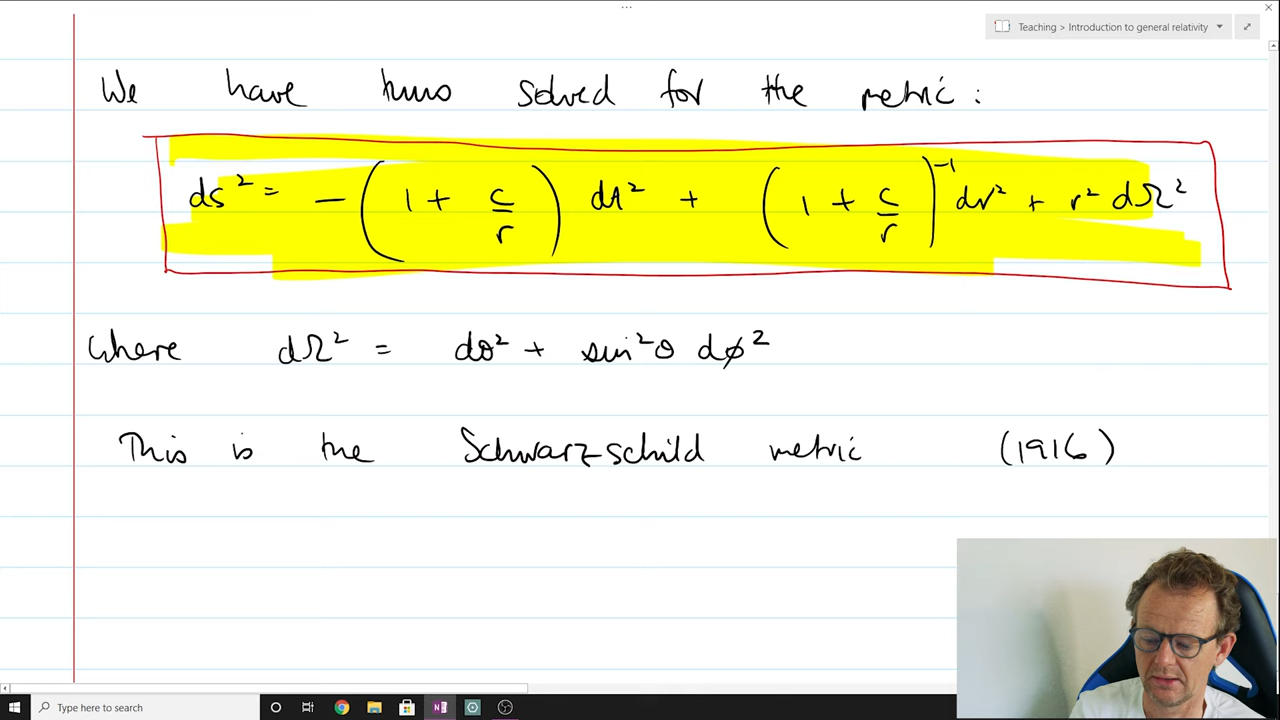 Teaching > Introduction to general relativity
We have thus solved for the metric:
ds² = - (1 + c/r) dt² + (1 + c/r)⁻¹ dr² + r² dΩ²
where dΩ² = dθ² + sin²θ dφ²
This is the Schwarzschild metric (1916)
Type here to search